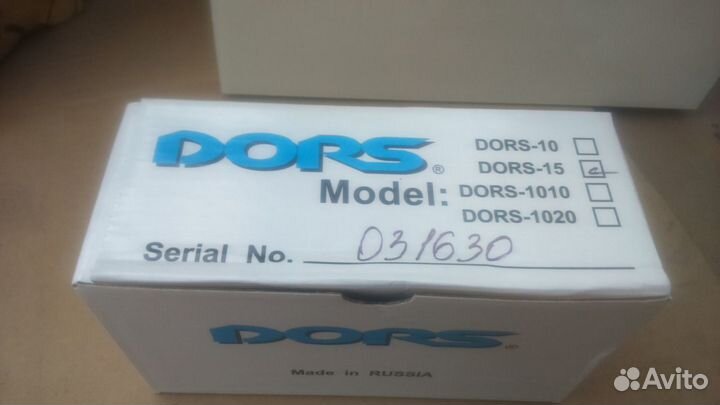 DORS®
DORS-10
DORS-15
Model: DORS-1010
DORS-1020
Serial No. 031630
DORS®
Made in RUSSIA
Avito